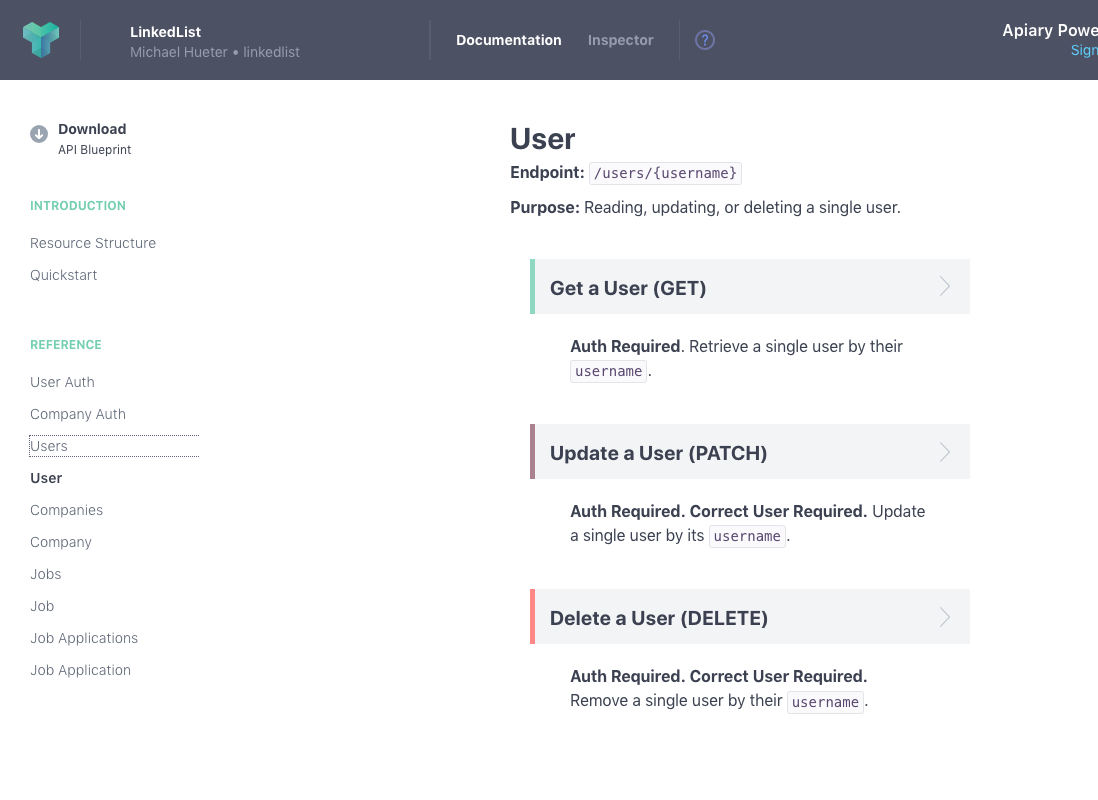 LinkedList
Michael Hueter • linkedlist
Documentation
Inspector
?
Apiary Powe
Sign
Download
API Blueprint
INTRODUCTION
Resource Structure
Quickstart
REFERENCE
User Auth
Company Auth
Users
User
Companies
Company
Jobs
Job
Job Applications
Job Application
User
Endpoint: /users/{username}
Purpose: Reading, updating, or deleting a single user.
Get a User (GET)
Auth Required. Retrieve a single user by their
username.
Update a User (PATCH)
Auth Required. Correct User Required. Update
a single user by its username.
Delete a User (DELETE)
Auth Required. Correct User Required.
Remove a single user by their username.